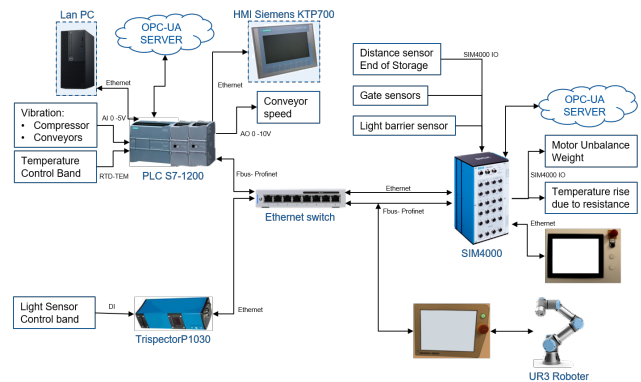 Lan PC
OPC-UA
SERVER
HMI Siemens KTP700
Ethernet
Ethernet
Vibration:
• Compressor
• Conveyors
AI 0 -5V
Temperature
Control Band
RTD-TEM
PLC S7-1200
Conveyor
speed
AO 0 -10V
Distance sensor
End of Storage
SIM4000 IO
Gate sensors
Light barrier sensor
OPC-UA
SERVER
Motor Unbalance
Weight
SIM4000 IO
Temperature rise
due to resistance
Fbus- Profinet
Ethernet
Fbus- Profinet
Ethernet switch
SIM4000
Ethernet
Light Sensor
Control band
DI
Ethernet
TrispectorP1030
UR3 Roboter